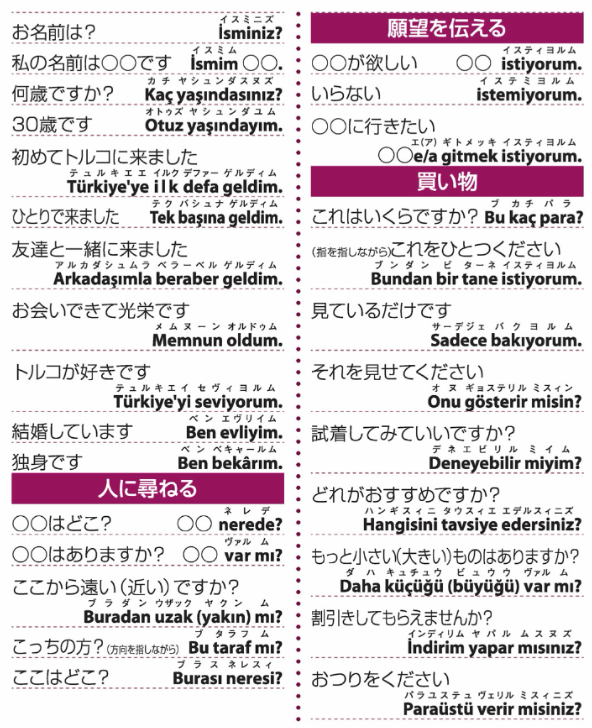 お名前は?
イスミニズ
İsminiz?
私の名前は○○です
イスミム
İsmim ○○.
何歳ですか?
カチ ヤシュンダスヌズ
Kaç yaşındasınız?
30歳です
オトゥズ ヤシュンダユム
Otuz yaşındayım.
初めてトルコに来ました
テュルキエエ イルク デファー ゲルディム
Türkiye'ye ilk defa geldim.
ひとりで来ました
テク バシュナ ゲルディム
Tek başına geldim.
友達と一緒に来ました
アルカダシュムラ ベラーベル ゲルディム
Arkadaşımla beraber geldim.
お会いできて光栄です
メムヌーン オルドゥム
Memnun oldum.
トルコが好きです
テュルキエイ セヴィヨルム
Türkiye'yi seviyorum.
結婚しています
ベン エヴリイム
Ben evliyim.
独身です
ベン ベキャールム
Ben bekârım.
人に尋ねる
○○はどこ?
ネレデ
○○ nerede?
○○はありますか?
ヴァル ム
○○ var mı?
ここから遠い(近い)ですか?
ブラダン ウザック ヤクン ム
Buradan uzak (yakın) mı?
こっちの方?(方向を指しながら)
ブ タラフ ム
Bu taraf mı?
ここはどこ?
ブラス ネレスィ
Burası neresi?
願望を伝える
○○が欲しい
イスティヨルム
○○ istiyorum.
いらない
イステミヨルム
istemiyorum.
○○に行きたい
エ(ア) ギトメッキ イスティヨルム
○○e/a gitmek istiyorum.
買い物
これはいくらですか?
ブ カチ パラ
Bu kaç para?
(指を指しながら)これをひとつください
ブンダン ビ ターネ イスティヨルム
Bundan bir tane istiyorum.
見ているだけです
サーデジェ バクヨルム
Sadece bakıyorum.
それを見せてください
オヌ ギョステリル ミスィン
Onu gösterir misin?
試着してみていいですか?
デネエビリル ミイム
Deneyebilir miyim?
どれがおすすめですか?
ハンギスィニ タウスィエ エデルスィニズ
Hangisini tavsiye edersiniz?
もっと小さい(大きい)ものはありますか?
ダハ キュチュウ ビュウウ ヴァル ム
Daha küçüğü (büyüğü) var mı?
割引きしてもらえませんか?
インディリム ヤパル ムスヌズ
İndirim yapar mısınız?
おつりをください
パラユステュ ヴェリル ミスィニズ
Paraüstü verir misiniz?